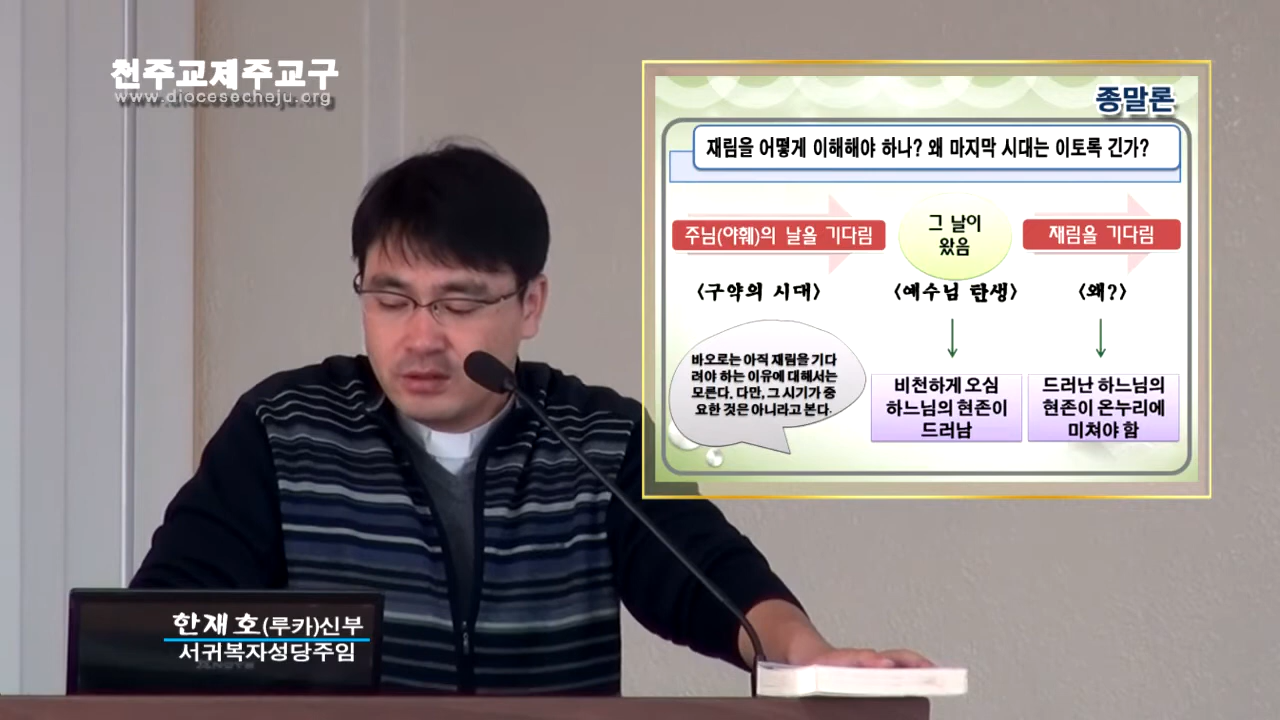 천주교제주교구
www.diocesecheju.org
종말론
재림을 어떻게 이해해야 하나? 왜 마지막 시대는 이토록 긴가?
주님(야훼)의 날을 기다림
그 날이
왔음
재림을 기다림
<구약의 시대>
<예수님 탄생>
<왜?>
바오로는 아직 재림을 기다
려야 하는 이유에 대해서는
모른다. 다만, 그 시기가 중
요한 것은 아니라고 본다.
비천하게 오심
하느님의 현존이
드러남
드러난 하느님의
현존이 온누리에
미쳐야 함
한재호(루카)신부
서귀복자성당주임